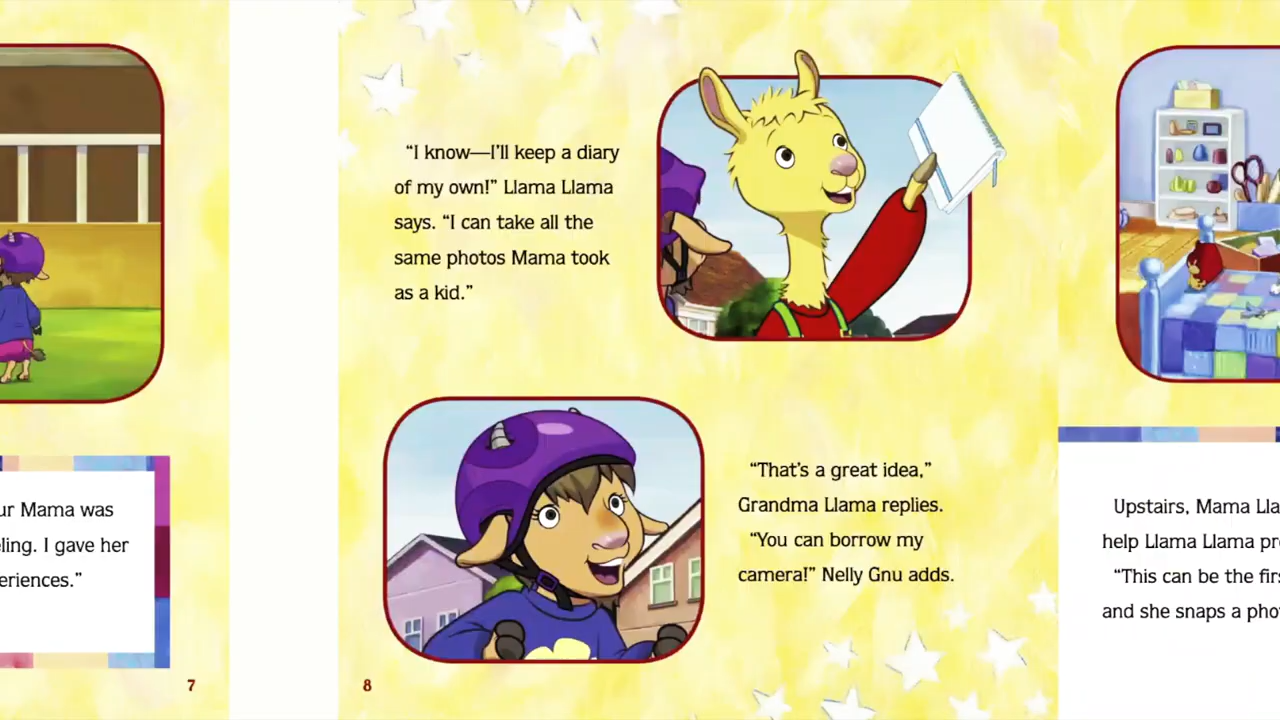 ur Mama was
ling. I gave her
eriences.”
7
“I know—I’ll keep a diary
of my own!” Llama Llama
says. “I can take all the
same photos Mama took
as a kid.”
“That’s a great idea,”
Grandma Llama replies.
“You can borrow my
camera!” Nelly Gnu adds.
8
Upstairs, Mama Lla
help Llama Llama pr
“This can be the firs
and she snaps a pho